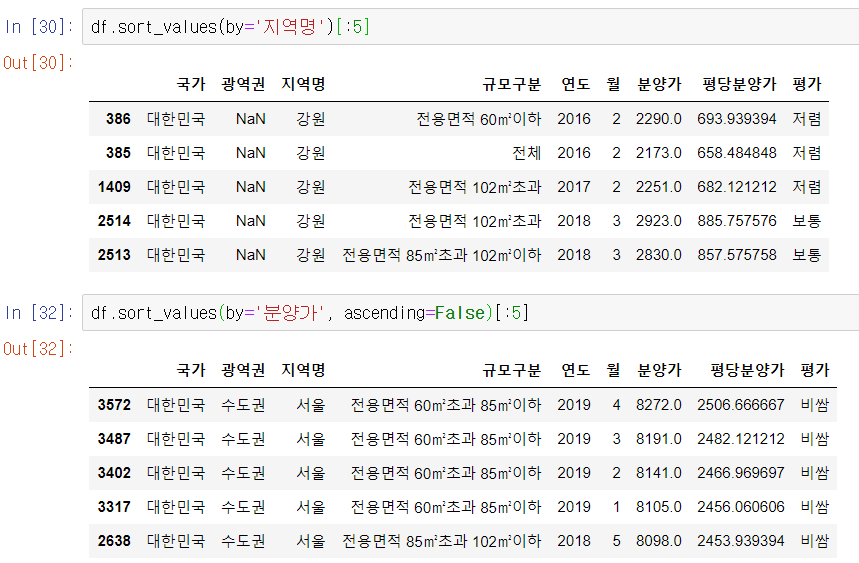 In [30]: df.sort_values(by='지역명')[:5]
Out[30]:
국가 광역권 지역명 규모구분 연도 월 분양가 평당분양가 평가
386 대한민국 NaN 강원 전용면적 60㎡이하 2016 2 2290.0 693.939394 저렴
385 대한민국 NaN 강원 전체 2016 2 2173.0 658.484848 저렴
1409 대한민국 NaN 강원 전용면적 102㎡초과 2017 2 2251.0 682.121212 저렴
2514 대한민국 NaN 강원 전용면적 102㎡초과 2018 3 2923.0 885.757576 보통
2513 대한민국 NaN 강원 전용면적 85㎡초과 102㎡이하 2018 3 2830.0 857.575758 보통
In [32]: df.sort_values(by='분양가', ascending=False)[:5]
Out[32]:
국가 광역권 지역명 규모구분 연도 월 분양가 평당분양가 평가
3572 대한민국 수도권 서울 전용면적 60㎡초과 85㎡이하 2019 4 8272.0 2506.666667 비쌈
3487 대한민국 수도권 서울 전용면적 60㎡초과 85㎡이하 2019 3 8191.0 2482.121212 비쌈
3402 대한민국 수도권 서울 전용면적 60㎡초과 85㎡이하 2019 2 8141.0 2466.969697 비쌈
3317 대한민국 수도권 서울 전용면적 60㎡초과 85㎡이하 2019 1 8105.0 2456.060606 비쌈
2638 대한민국 수도권 서울 전용면적 85㎡초과 102㎡이하 2018 5 8098.0 2453.939394 비쌈